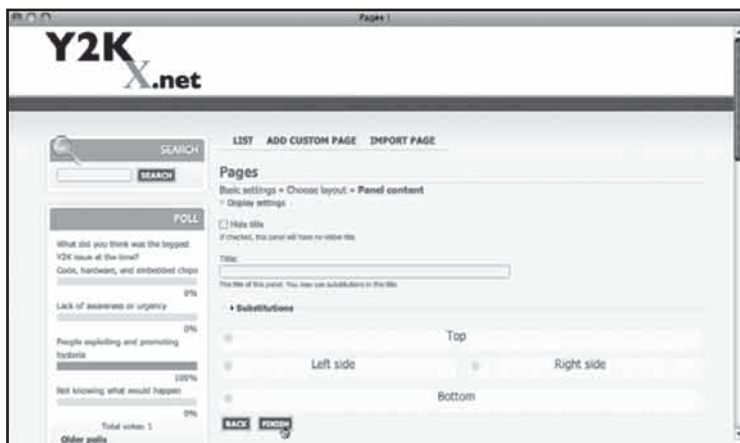 Pages |
Y2K
X.net
SEARCH
SEARCH
POLL
What did you think was the biggest
Y2K issue at the time?
Code, hardware, and embedded chips
0%
Lack of awareness or urgency
0%
People exploiting and promoting
hysteria
100%
Not knowing what would happen
0%
Total votes: 1
Older polls
LIST ADD CUSTOM PAGE IMPORT PAGE
Pages
Basic settings » Choose layout » Panel content
Display settings
Hide title
If checked, this panel will have no visible title.
Title:
The title of this panel. You may use substitutions in this title.
Substitutions
Top
Left side Right side
Bottom
BACK FINISH